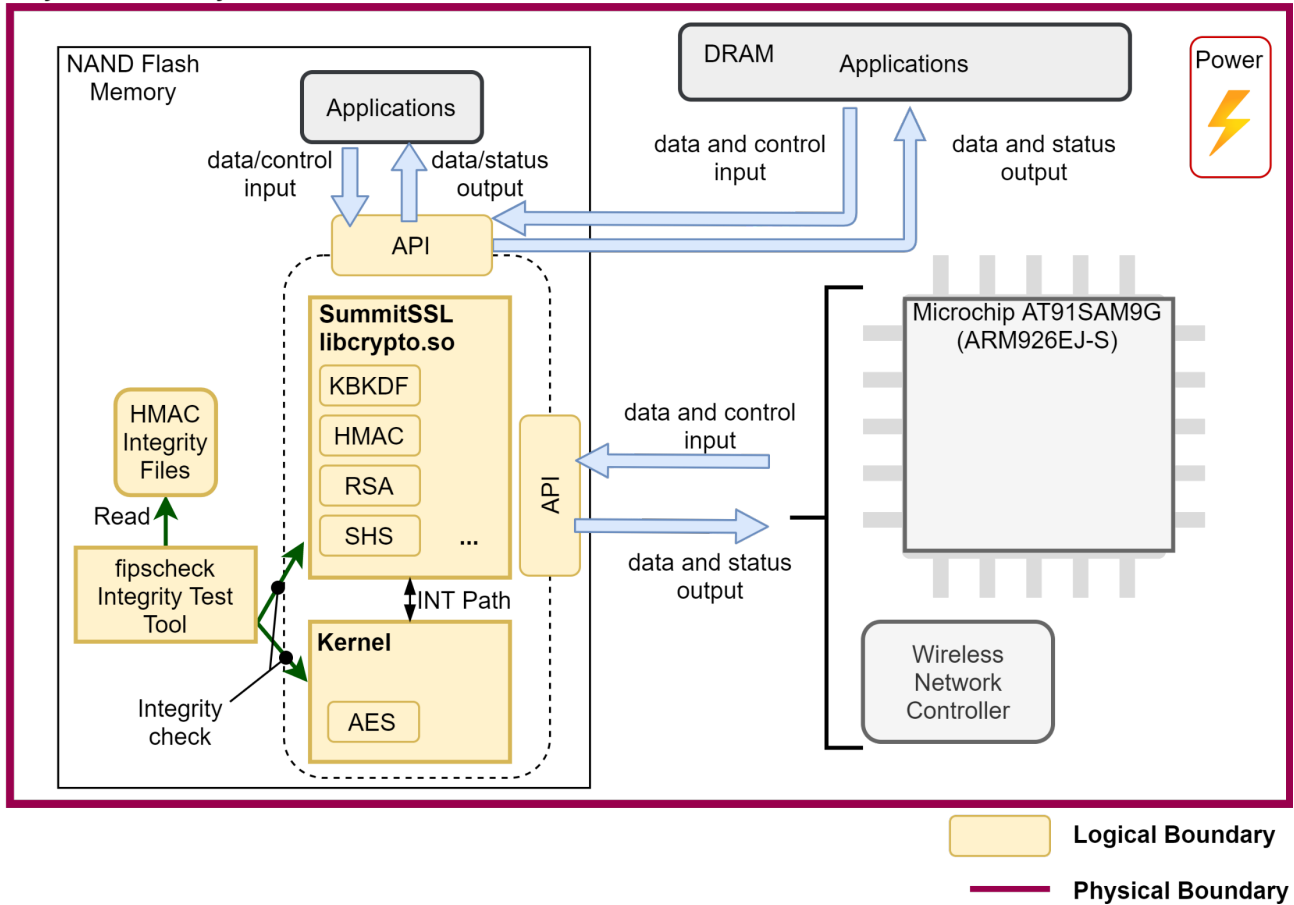 NAND Flash
Memory
Applications
data/control
input
data/status
output
API
DRAM
Applications
data and control
input
data and status
output
Power
SummitSSL
libcrypto.so
KBKDF
HMAC
RSA
SHS
...
API
data and control
input
data and status
output
Microchip AT91SAM9G
(ARM926EJ-S)
HMAC
Integrity
Files
Read
fipscheck
Integrity Test
Tool
INT Path
Kernel
AES
Integrity
check
Wireless
Network
Controller
Logical Boundary
Physical Boundary